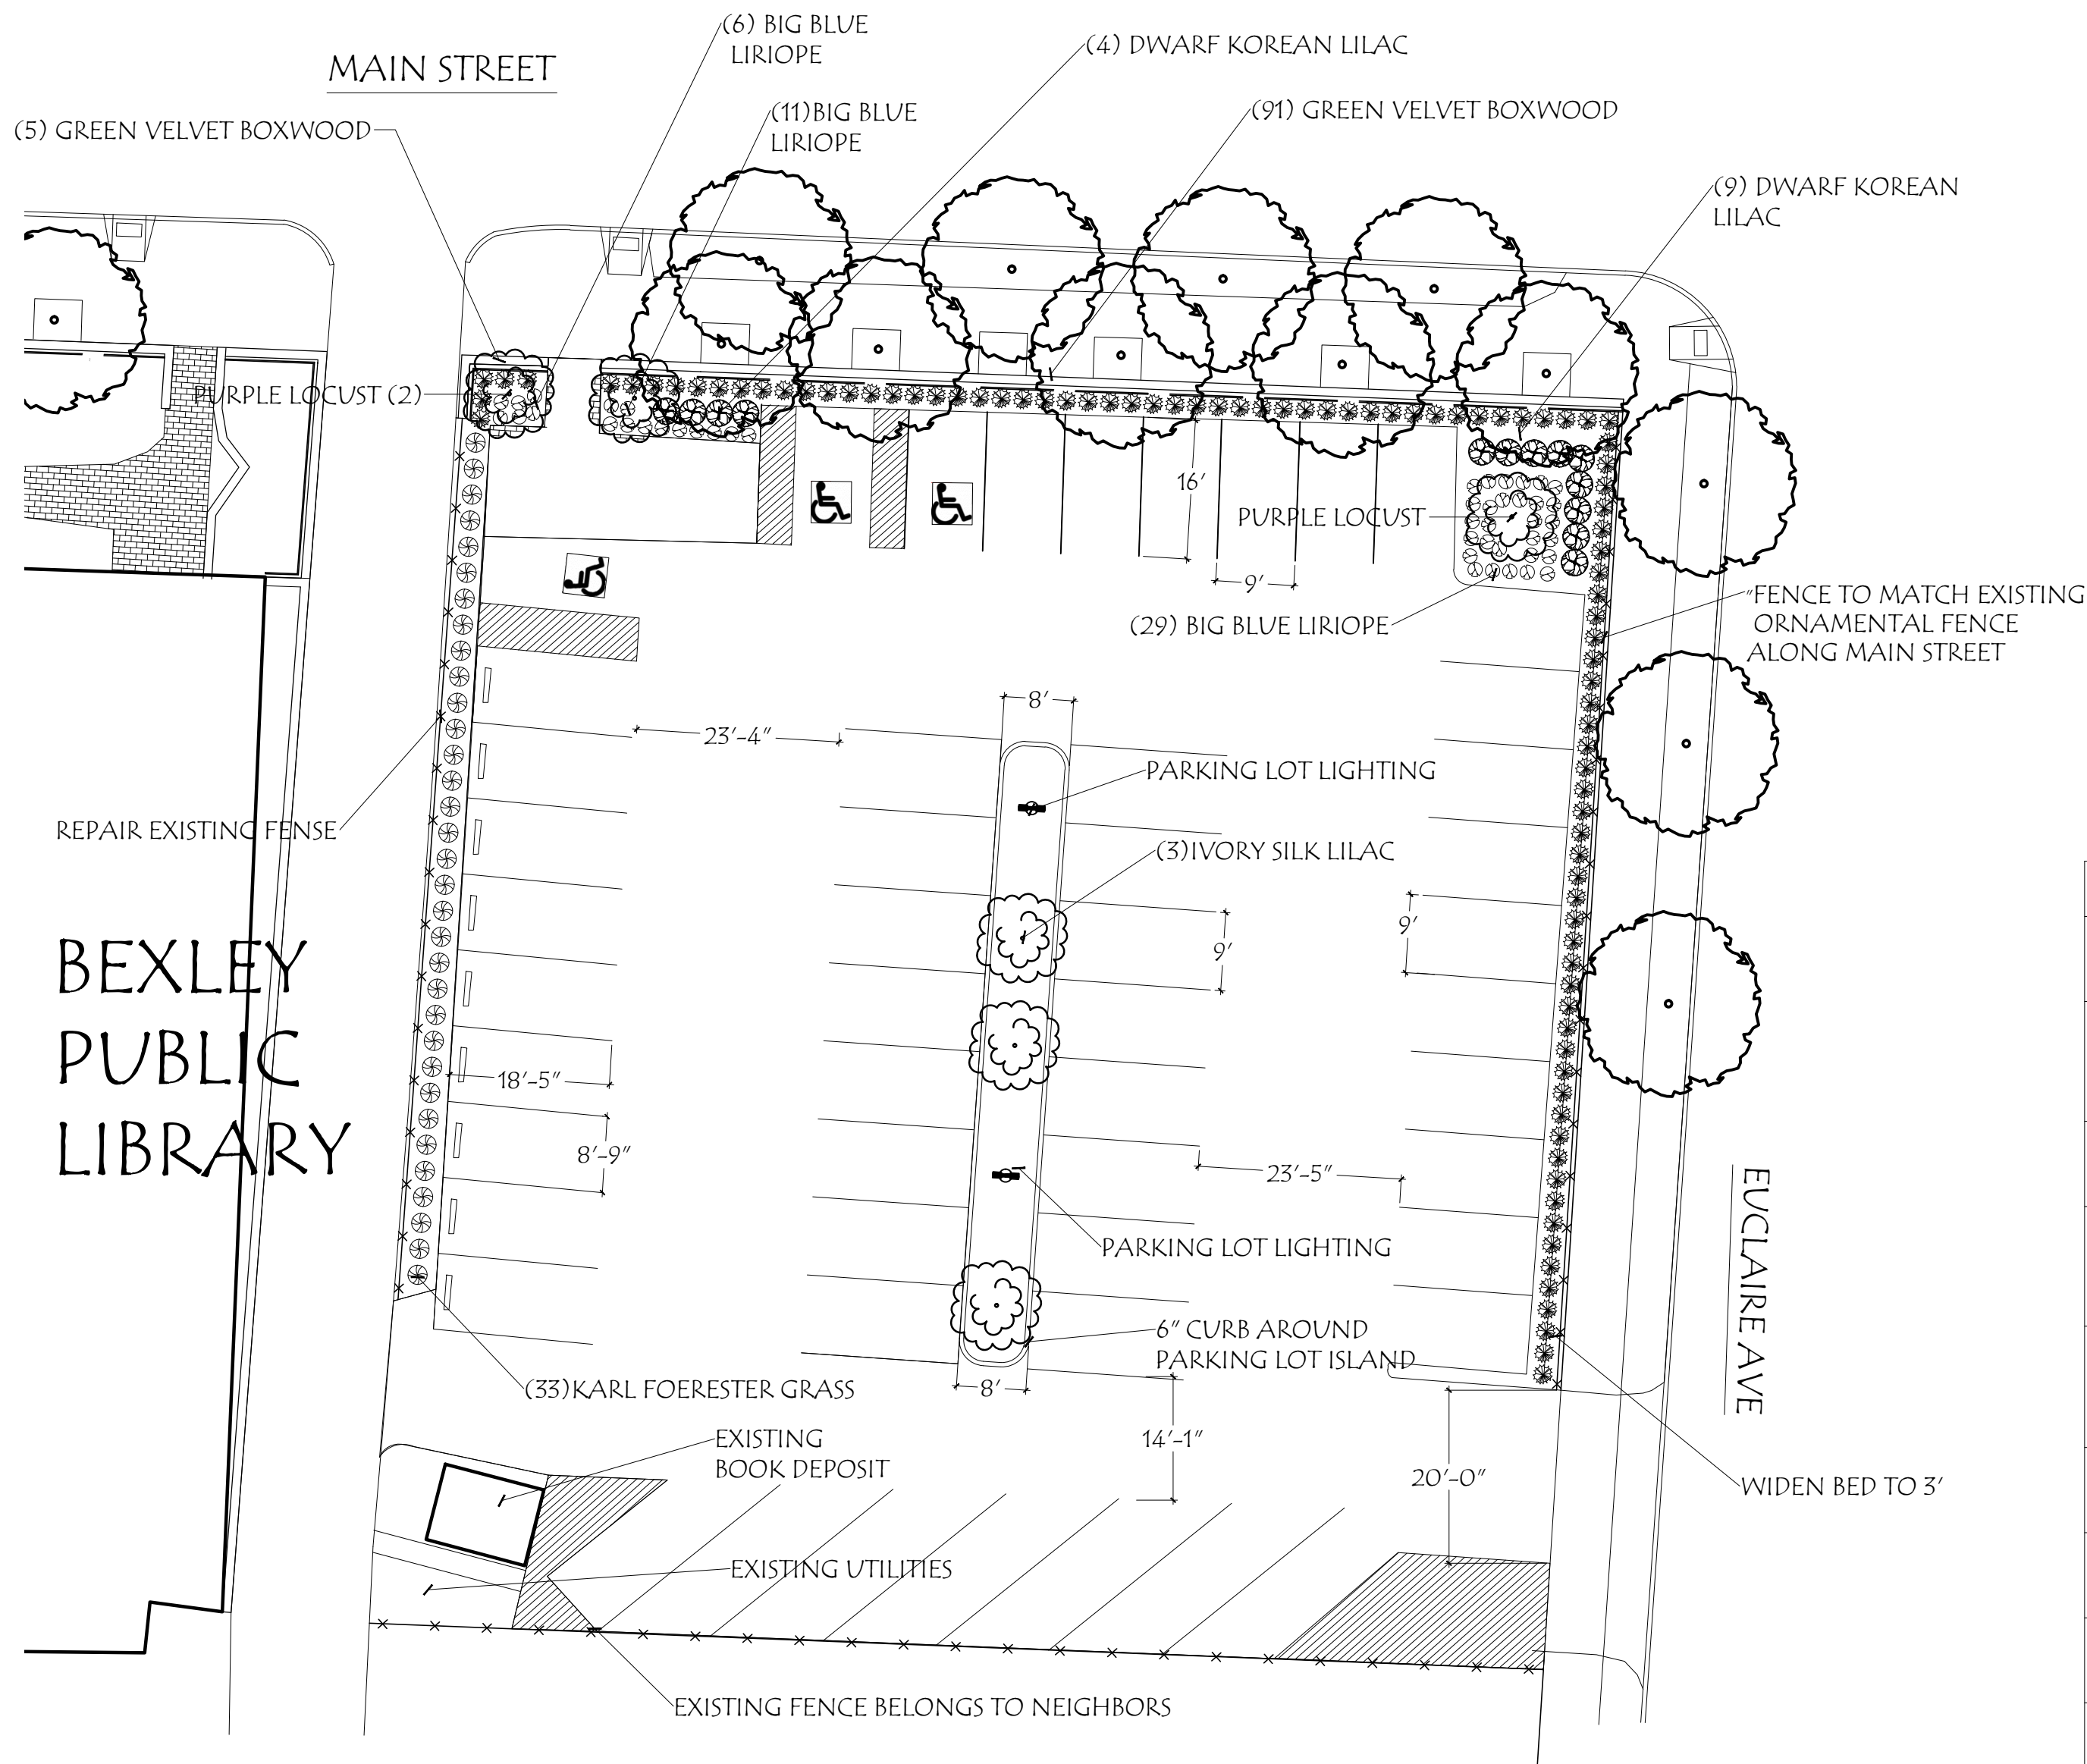 (6) BIG BLUE
LIRIOPE
MAIN STREET
(4) DWARF KOREAN LILAC
(5) GREEN VELVET BOXWOOD
(11)BIG BLUE
LIRIOPE
(91) GREEN VELVET BOXWOOD
(9) DWARF KOREAN
LILAC
PURPLE LOCUST (2)
16'
PURPLE LOCUST
9'
(29) BIG BLUE LIRIOPE
"FENCE TO MATCH EXISTING
ORNAMENTAL FENCE
ALONG MAIN STREET
8'
23'-4"
PARKING LOT LIGHTING
REPAIR EXISTING FENSE
(3)IVORY SILK LILAC
9'
9'
BEXLEY
PUBLIC
LIBRARY
18'-5"
8'-9"
23'-5"
EUCLAIRE AVE
PARKING LOT LIGHTING
6" CURB AROUND
PARKING LOT ISLAND
8'
(33)KARL FOERESTER GRASS
EXISTING
BOOK DEPOSIT
14'-1"
20'-0"
WIDEN BED TO 3'
EXISTING UTILITIES
EXISTING FENCE BELONGS TO NEIGHBORS